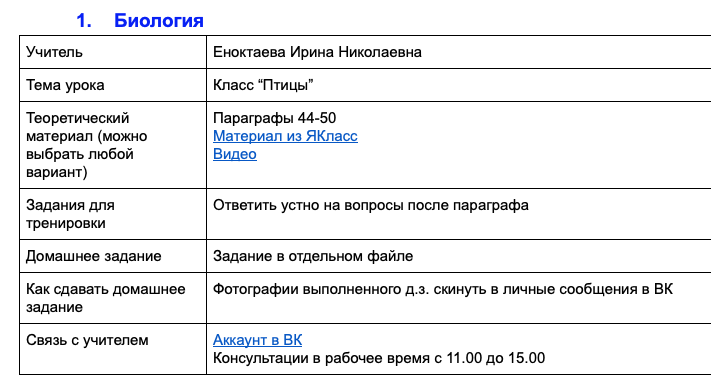 1. Биология
Учитель
Еноктаева Ирина Николаевна
Тема урока
Класс “Птицы”
Теоретический
материал (можно
выбрать любой
вариант)
Параграфы 44-50
Материал из ЯКласс
Видео
Задания для
тренировки
Ответить устно на вопросы после параграфа
Домашнее задание
Задание в отдельном файле
Как сдавать домашнее
задание
Фотографии выполненного д.з. скинуть в личные сообщения в ВК
Связь с учителем
Аккаунт в ВК
Консультации в рабочее время с 11.00 до 15.00